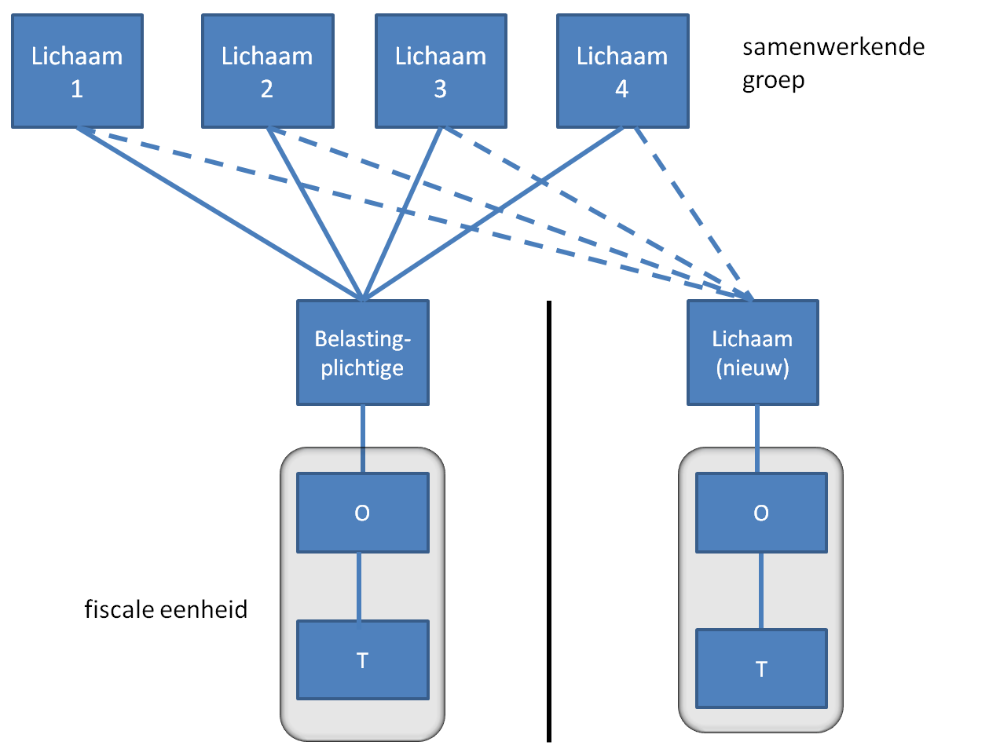 Lichaam
1
Lichaam
2
Lichaam
3
Lichaam
4
samenwerkende
groep
Belasting-
plichtige
Lichaam
(nieuw)
O
O
fiscale eenheid
T
T